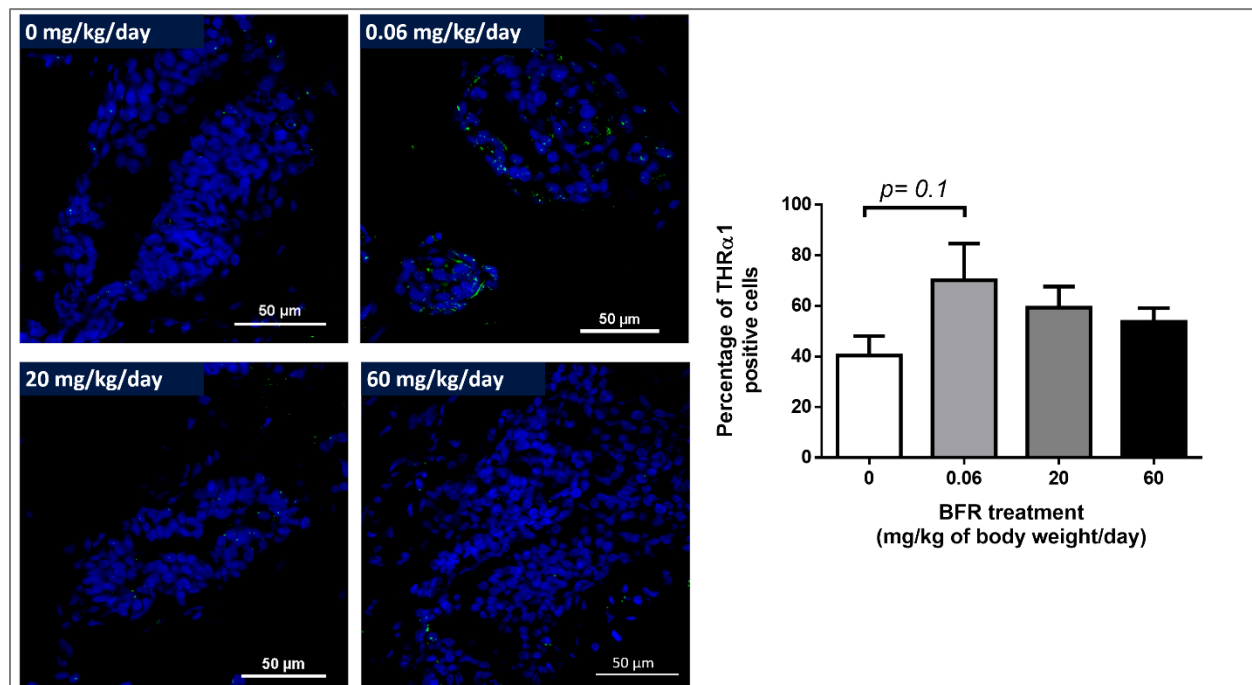 0 mg/kg/day
0.06 mg/kg/day
50 µm
50 µm
20 mg/kg/day
60 mg/kg/day
50 µm
50 µm
p= 0.1
Percentage of THRα1
positive cells
100
80
60
40
20
0
0
0.06
20
60
BFR treatment
(mg/kg of body weight/day)